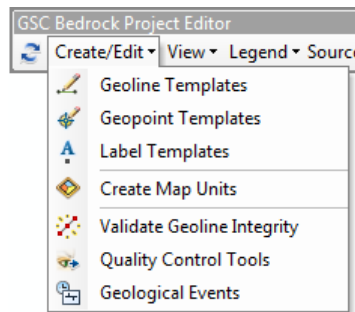 GSC Bedrock Project Editor
Create/Edit View Legend Sourc
Geoline Templates
Geopoint Templates
A Label Templates
Create Map Units
Validate Geoline Integrity
Quality Control Tools
Geological Events